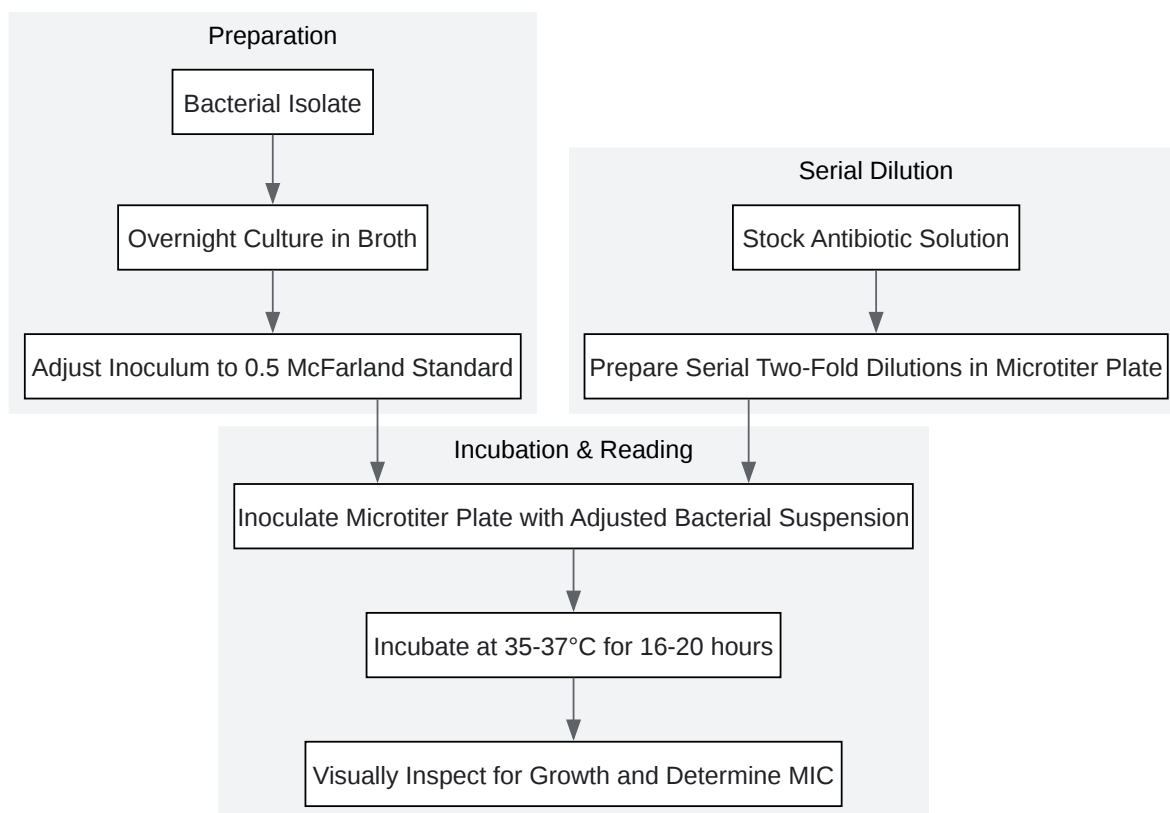 Preparation
Bacterial Isolate
Overnight Culture in Broth
Adjust Inoculum to 0.5 McFarland Standard
Serial Dilution
Stock Antibiotic Solution
Prepare Serial Two-Fold Dilutions in Microtiter Plate
Incubation & Reading
Inoculate Microtiter Plate with Adjusted Bacterial Suspension
Incubate at 35-37°C for 16-20 hours
Visually Inspect for Growth and Determine MIC